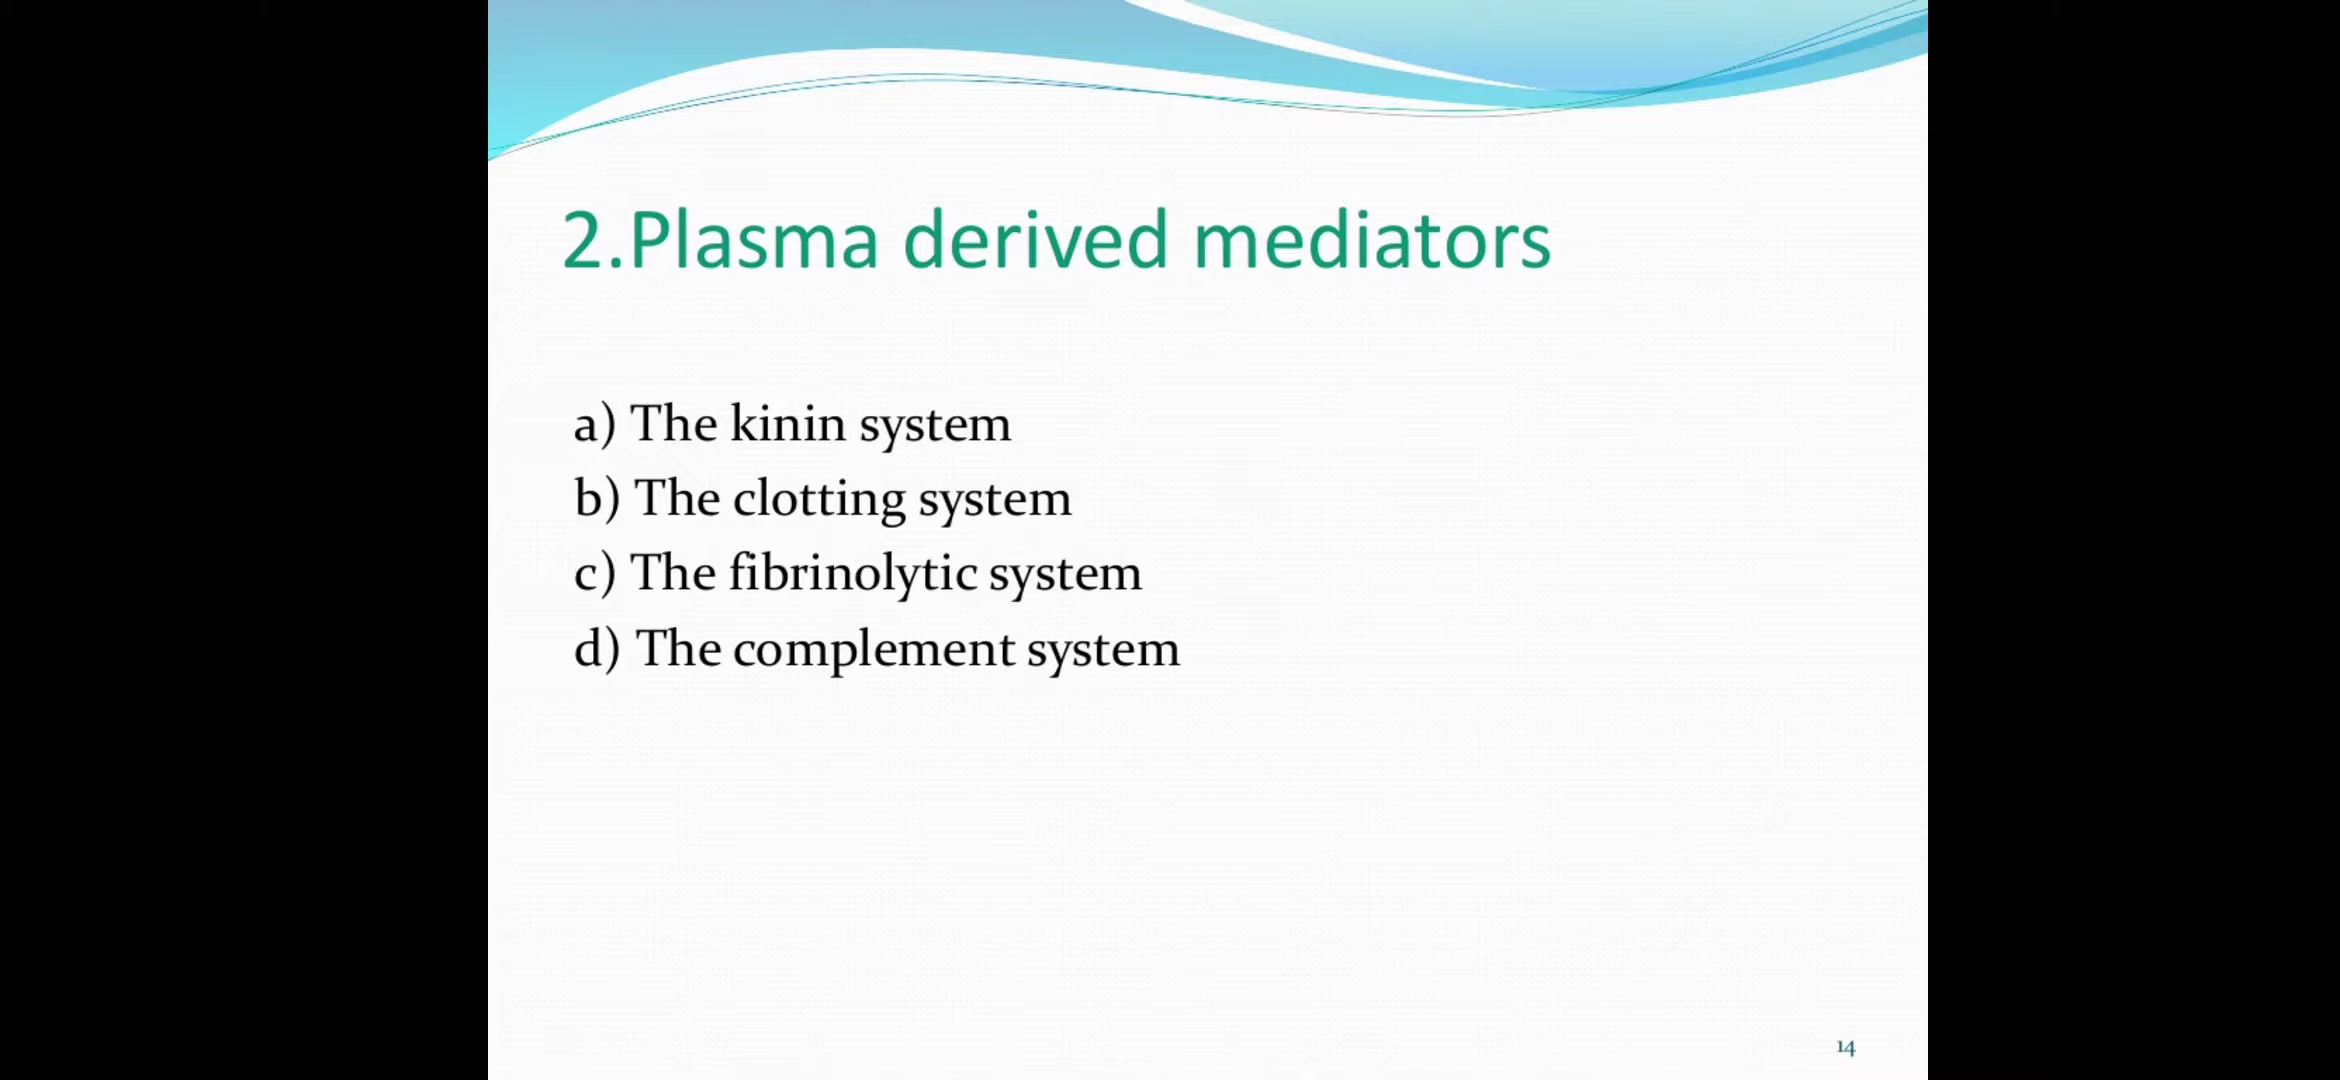 2.Plasma derived mediators
a) The kinin system
b) The clotting system
c) The fibrinolytic system
d) The complement system
14